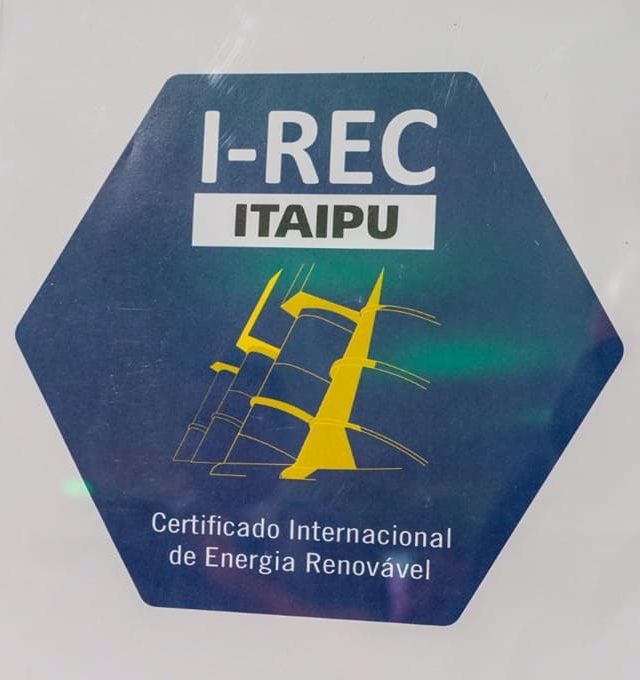 I-REC
ITAIPU
Certificado Internacional
de Energia Renovável